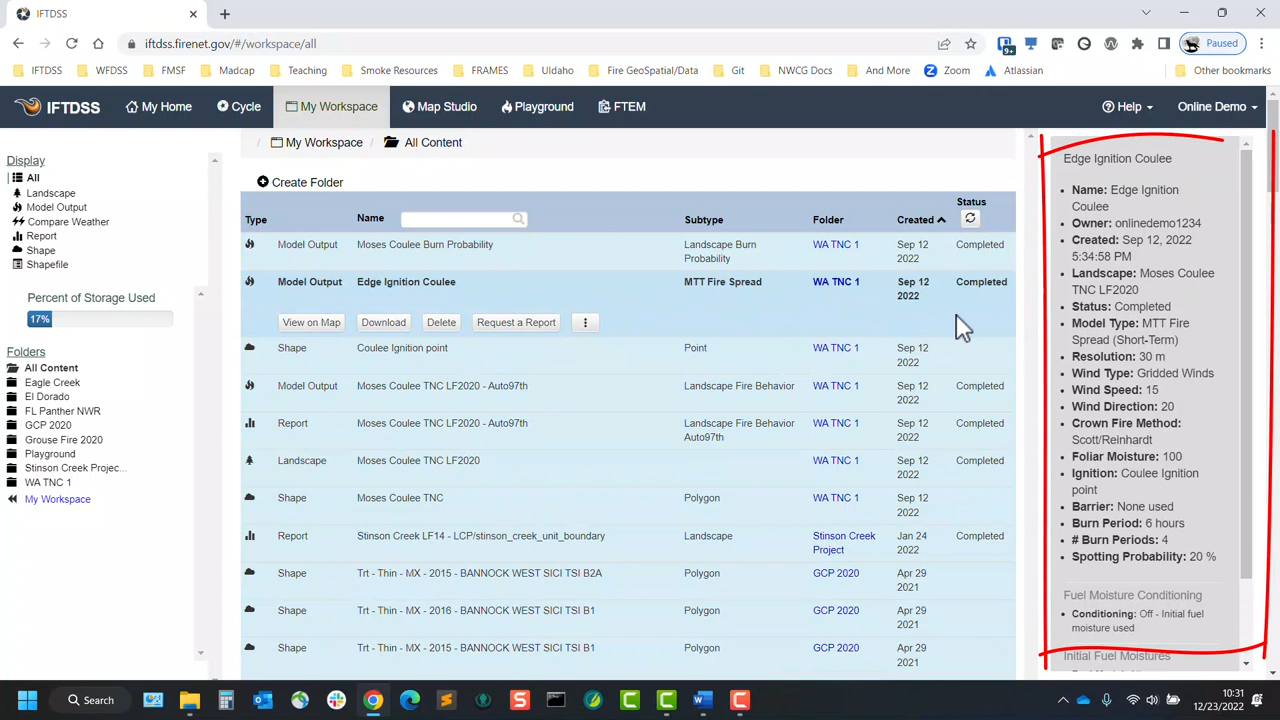 IFTDSS
iftdss.firenet.gov/#/workspace/all
9+
Paused
IFTDSS
WFDSS
FMSF
Madcap
Teaching
Smoke Resources
FRAMES
UIdaho
Fire GeoSpatial/Data
Git
NWCG Docs
And More
Zoom
Atlassian
Other bookmarks
IFTDSS
My Home
Cycle
My Workspace
Map Studio
Playground
FTEM
Help
Online Demo
Display
All
Landscape
Model Output
Compare Weather
Report
Shape
Shapefile
Percent of Storage Used
17%
Folders
All Content
Eagle Creek
El Dorado
FL Panther NWR
GCP 2020
Grouse Fire 2020
Playground
Stinson Creek Projec...
WA TNC 1
My Workspace
/ My Workspace / All Content
Create Folder
Type Name Subtype Folder Created Status
Model Output Moses Coulee Burn Probability Landscape Burn Probability WA TNC 1 Sep 12 2022 Completed
Model Output Edge Ignition Coulee MTT Fire Spread WA TNC 1 Sep 12 2022 Completed
View on Map Download Delete Request a Report
Shape Coulee Ignition point Point WA TNC 1 Sep 12 2022
Model Output Moses Coulee TNC LF2020 - Auto97th Landscape Fire Behavior WA TNC 1 Sep 12 2022 Completed
Report Moses Coulee TNC LF2020 - Auto97th Landscape Fire Behavior Auto97th WA TNC 1 Sep 12 2022 Completed
Landscape Moses Coulee TNC LF2020 WA TNC 1 Sep 12 2022 Completed
Shape Moses Coulee TNC Polygon WA TNC 1 Sep 12 2022
Report Stinson Creek LF14 - LCP/stinson_creek_unit_boundary Landscape Stinson Creek Project Jan 24 2022 Completed
Shape Trt - Thin - MX - 2015 - BANNOCK WEST SICI TSI B2A Polygon GCP 2020 Apr 29 2021
Shape Trt - Thin - MX - 2016 - BANNOCK WEST SICI TSI B1 Polygon GCP 2020 Apr 29 2021
Shape Trt - Thin - MX - 2015 - BANNOCK WEST SICI TSI B1 Polygon GCP 2020 Apr 29 2021
Edge Ignition Coulee
Name: Edge Ignition
Coulee
Owner: onlinedemo1234
Created: Sep 12, 2022
5:34:58 PM
Landscape: Moses Coulee
TNC LF2020
Status: Completed
Model Type: MTT Fire
Spread (Short-Term)
Resolution: 30 m
Wind Type: Gridded Winds
Wind Speed: 15
Wind Direction: 20
Crown Fire Method:
Scott/Reinhardt
Foliar Moisture: 100
Ignition: Coulee Ignition
point
Barrier: None used
Burn Period: 6 hours
# Burn Periods: 4
Spotting Probability: 20 %
Fuel Moisture Conditioning
Conditioning: Off - Initial fuel
moisture used
Initial Fuel Moistures
Search
10:31
12/23/2022